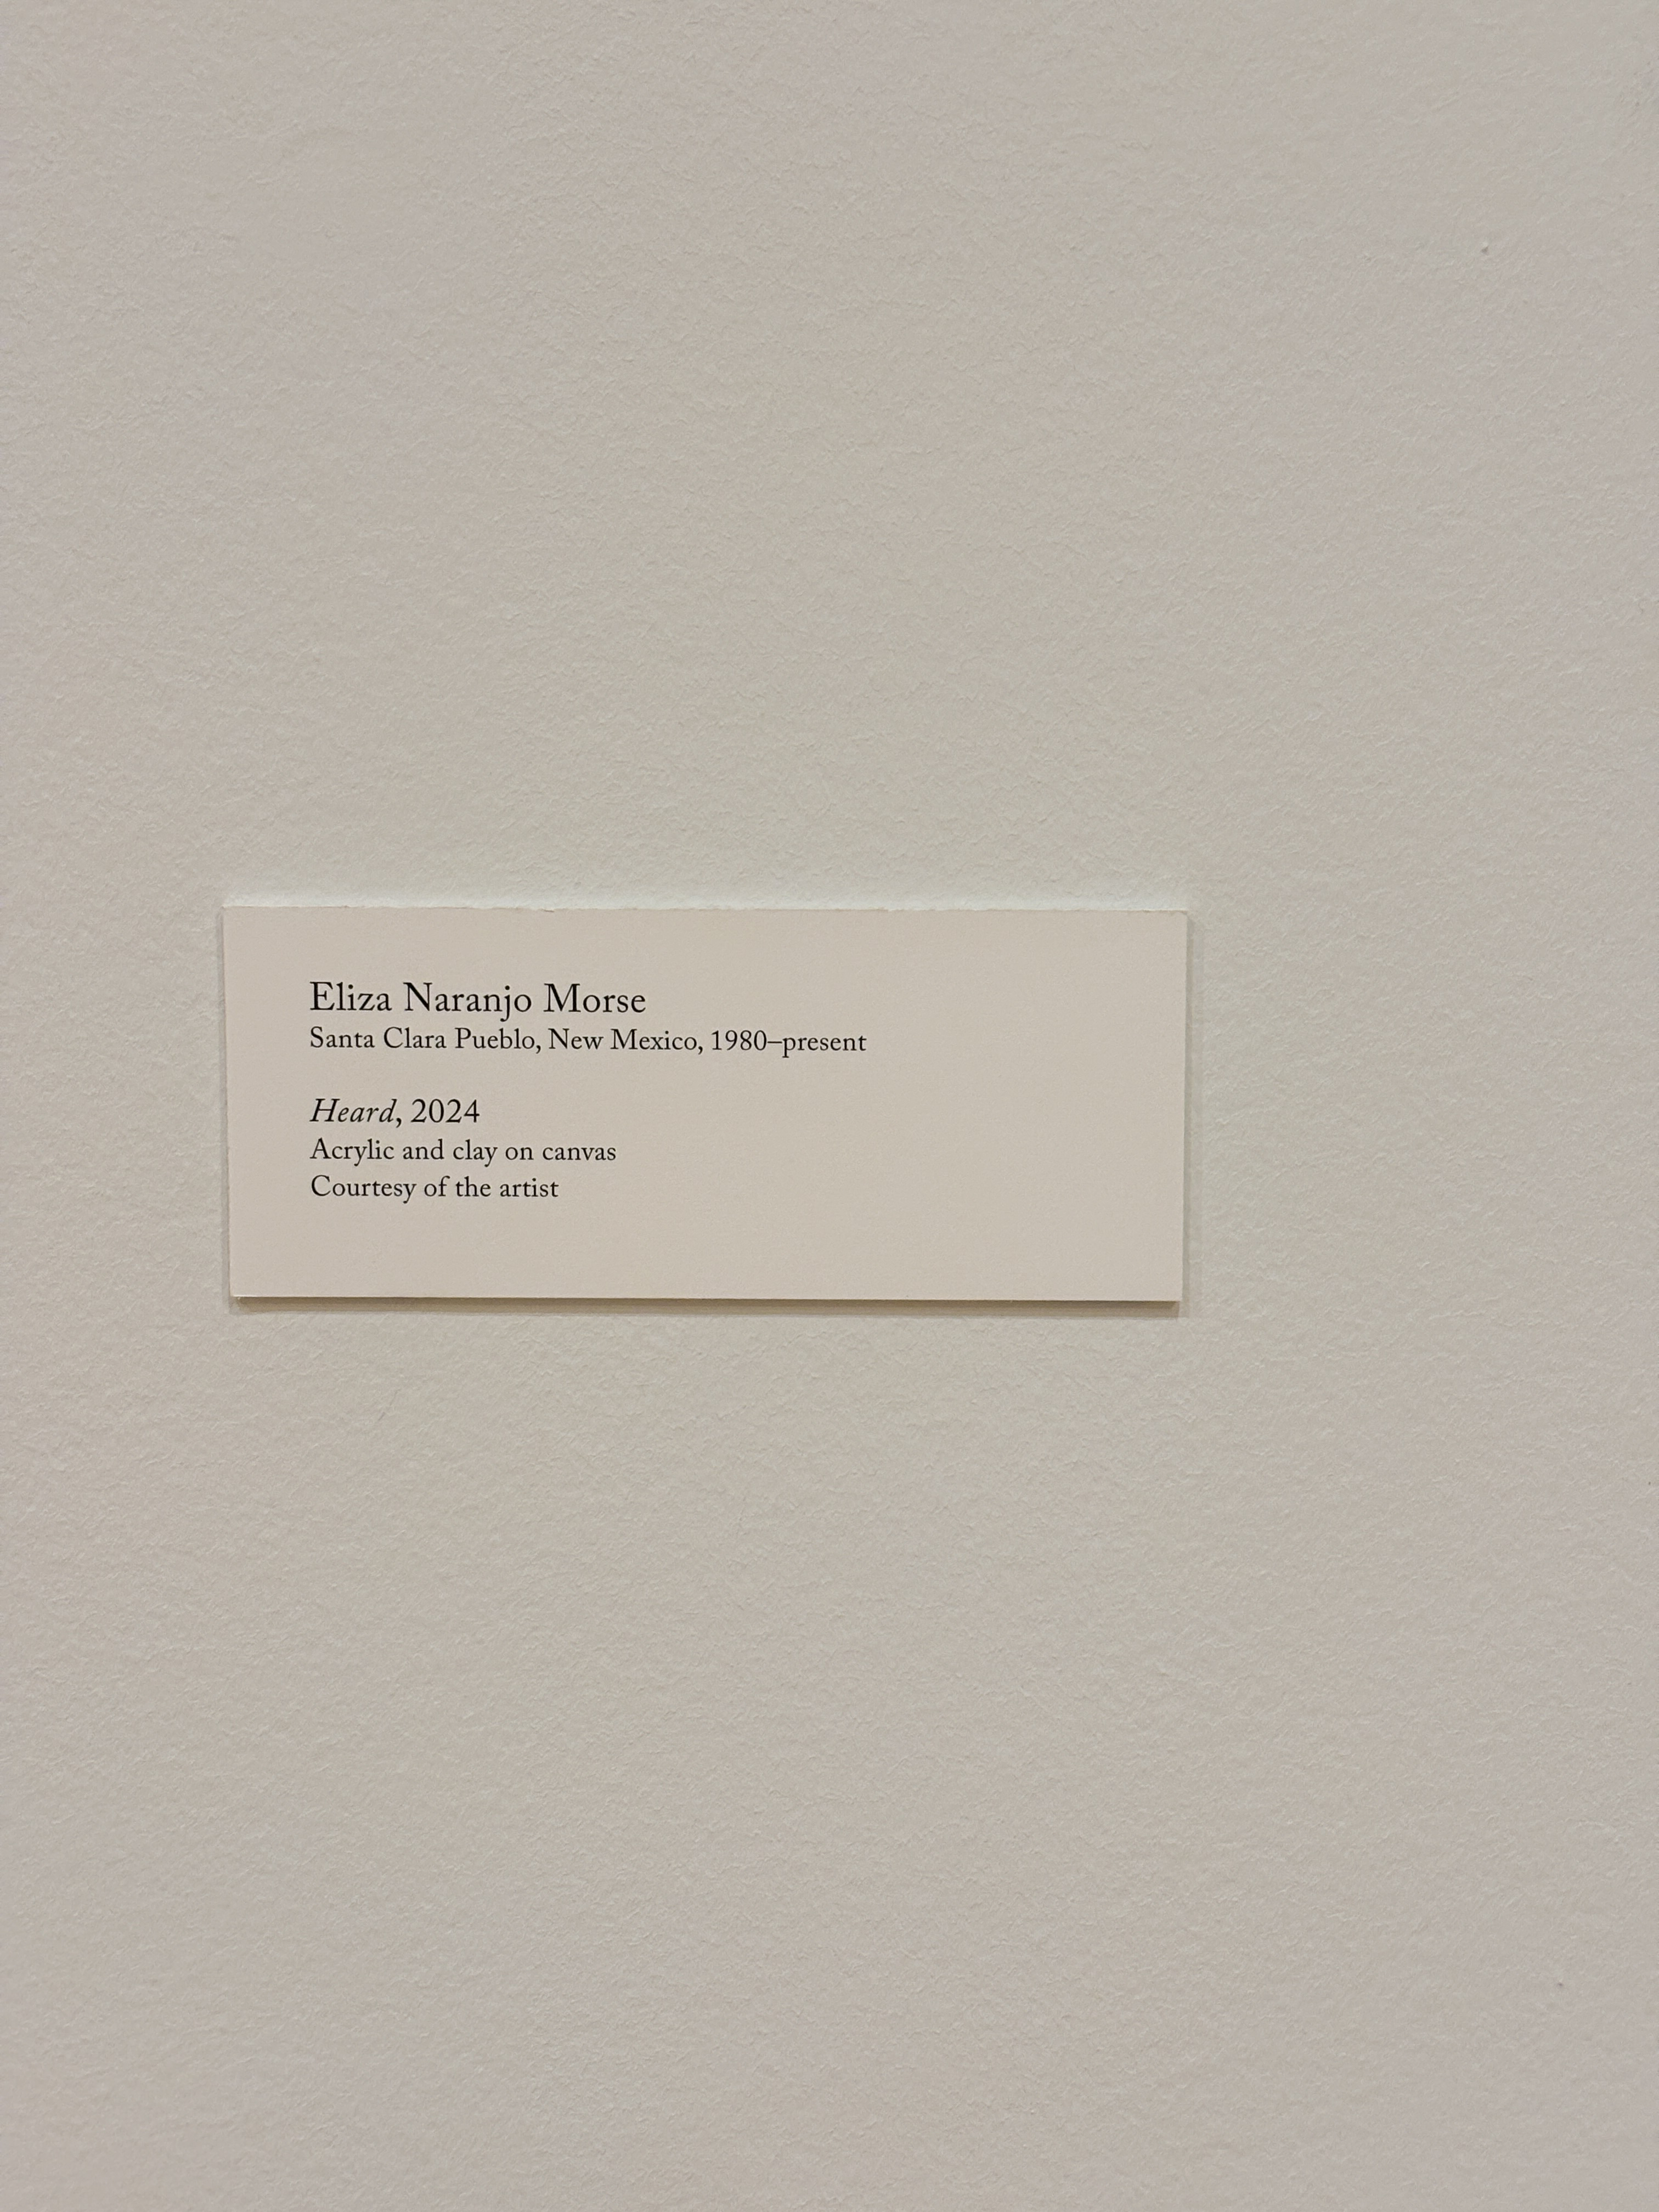 Eliza Naranjo Morse
Santa Clara Pueblo, New Mexico, 1980–present
Heard, 2024
Acrylic and clay on canvas
Courtesy of the artist